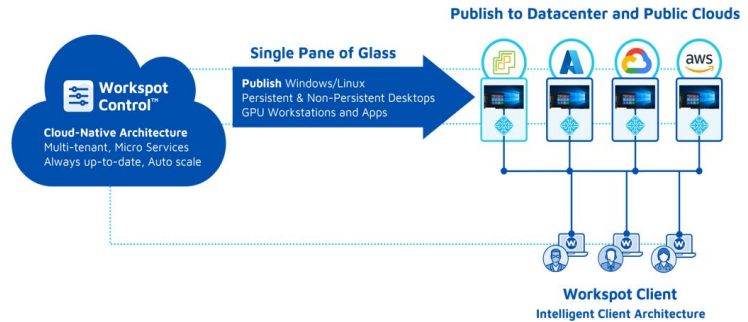 Publish to Datacenter and Public Clouds
Single Pane of Glass
aws
Workspot
Control™
Publish Windows/Linux
Persistent & Non-Persistent Desktops
GPU Workstations and Apps
Cloud-Native Architecture
Multi-tenant, Micro Services
Always up-to-date, Auto scale
W
W
W
Workspot Client
Intelligent Client Architecture